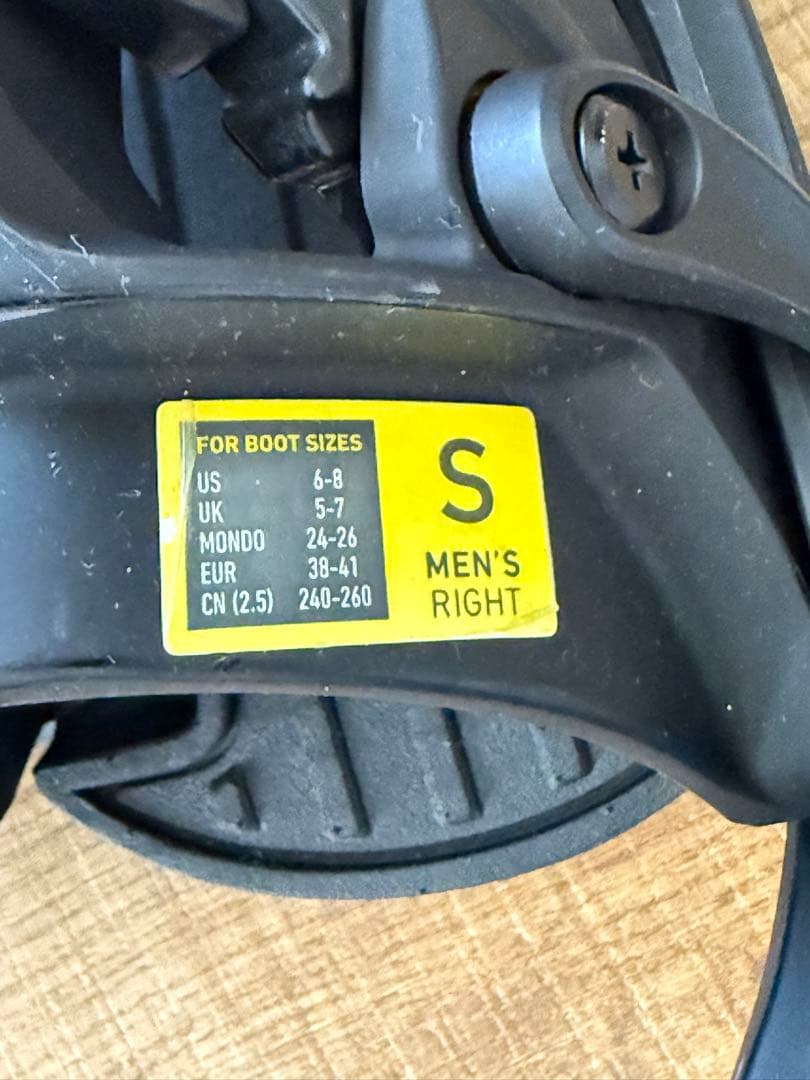 FOR BOOT SIZES
US 6-8
UK 5-7
MONDO 24-26
EUR 38-41
CN (2.5) 240-260
S
MEN'S
RIGHT